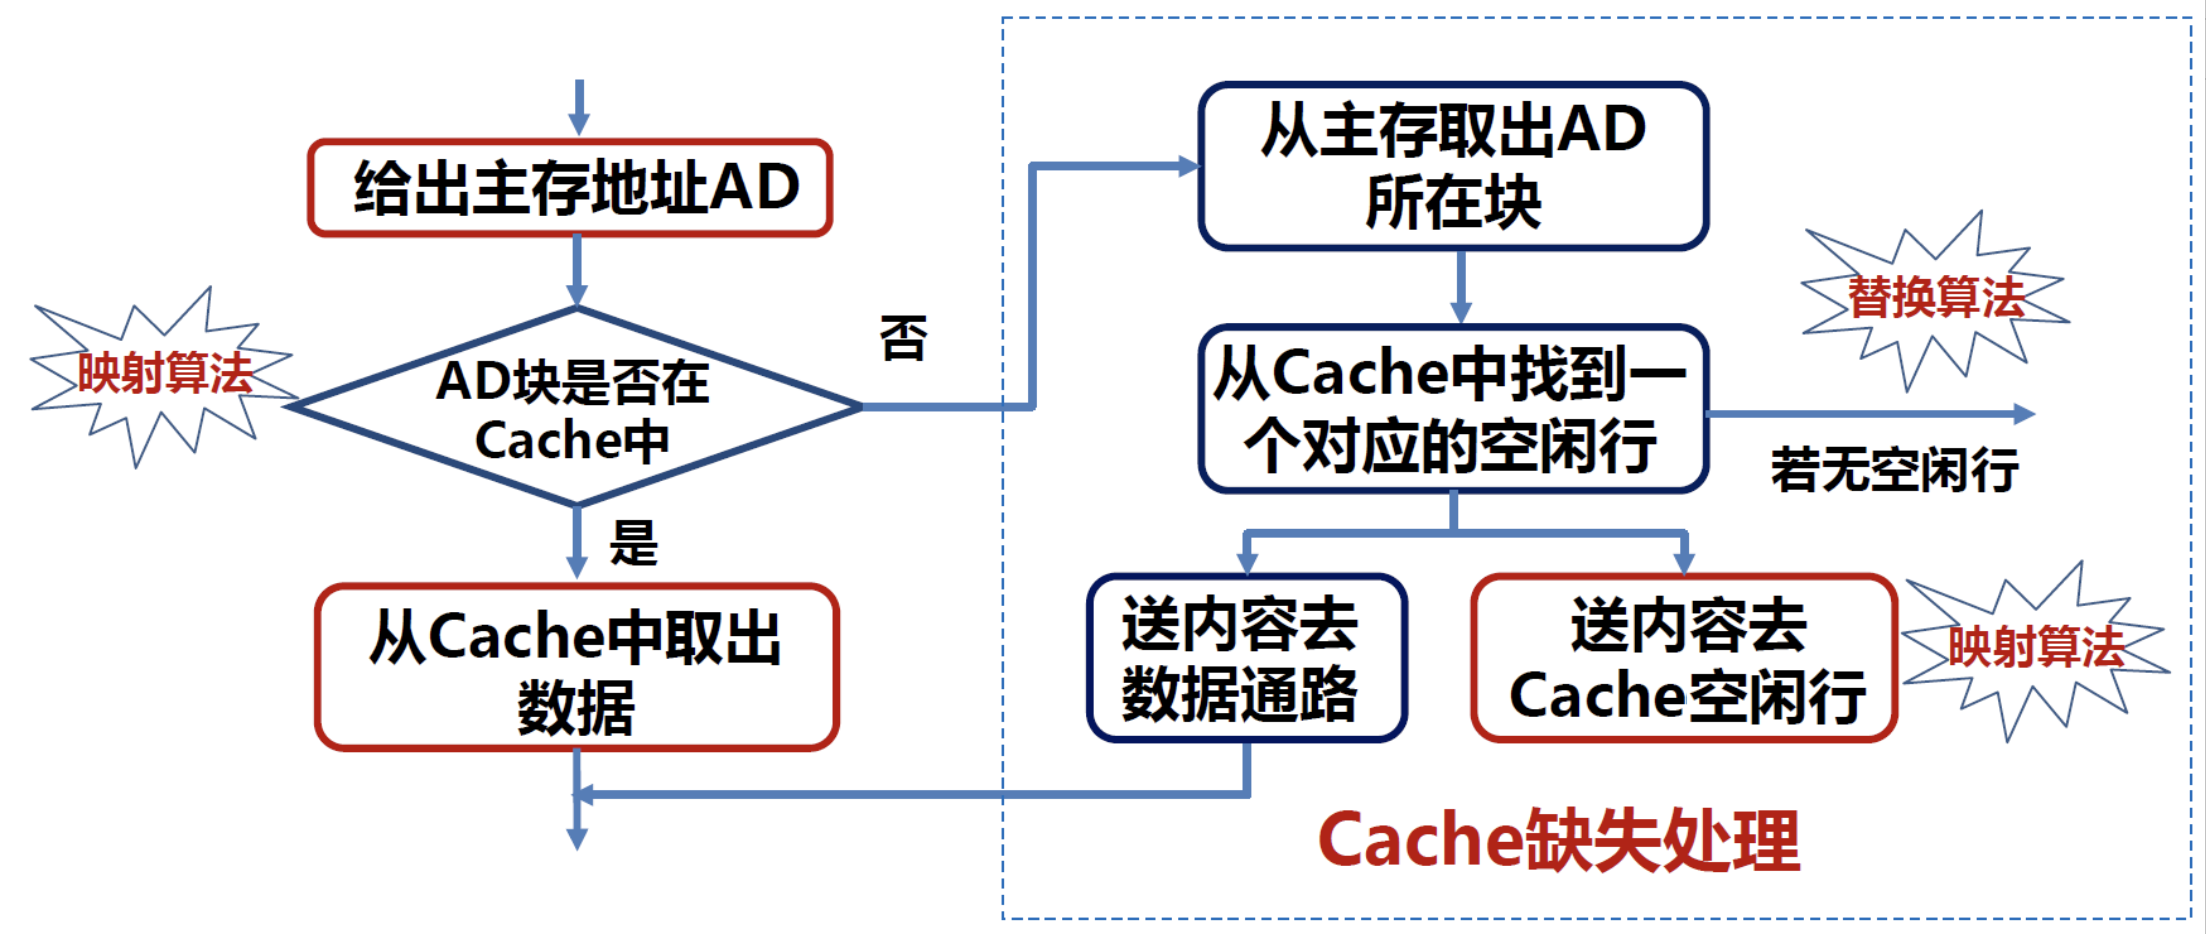 给出主存地址AD
映射算法
AD块是否在
Cache中
否
是
从Cache中取出
数据
从主存取出AD
所在块
替换算法
从Cache中找到一
个对应的空闲行
若无空闲行
送内容去
数据通路
送内容去
Cache空闲行
映射算法
Cache缺失处理